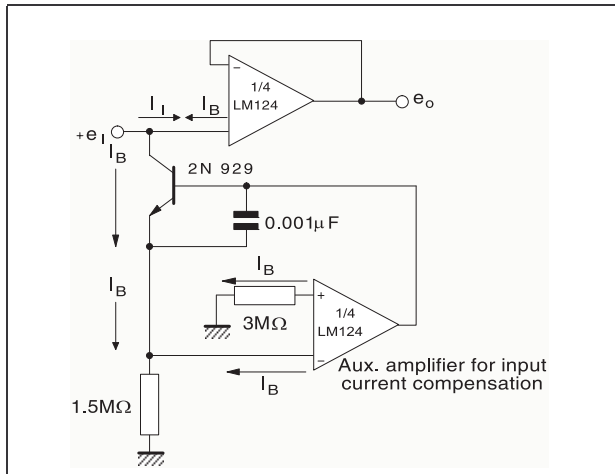 1/4
LM124
I I
I B
e o
+e I
I B
2N 929
0.001μF
I B
I B
1/4
LM124
3MΩ
I B
Aux. amplifier for input
current compensation
1.5MΩ